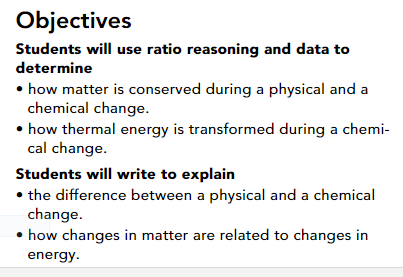 Objectives
Students will use ratio reasoning and data to
determine
• how matter is conserved during a physical and a
chemical change.
• how thermal energy is transformed during a chemi-
cal change.
Students will write to explain
• the difference between a physical and a chemical
change.
• how changes in matter are related to changes in
energy.